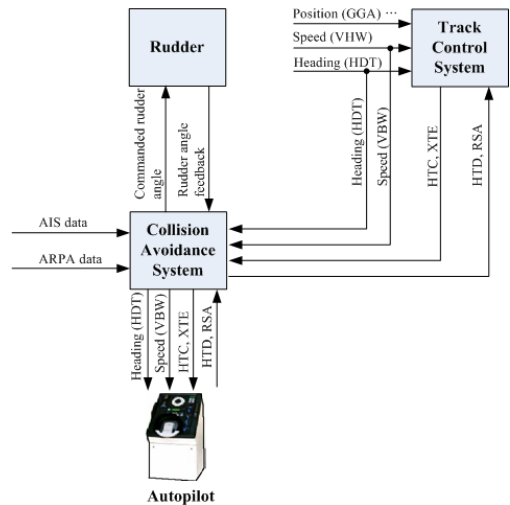 Rudder
Position (GGA) ...
Speed (VHW)
Heading (HDT)
Track
Control
System
Commanded rudder
angle
Rudder angle
feedback
Heading (HDT)
Speed (VBW)
HTC, XTE
HTD, RSA
AIS data
ARPA data
Collision
Avoidance
System
Heading (HDT)
Speed (VBW)
HTC, XTE
HTD, RSA
Autopilot